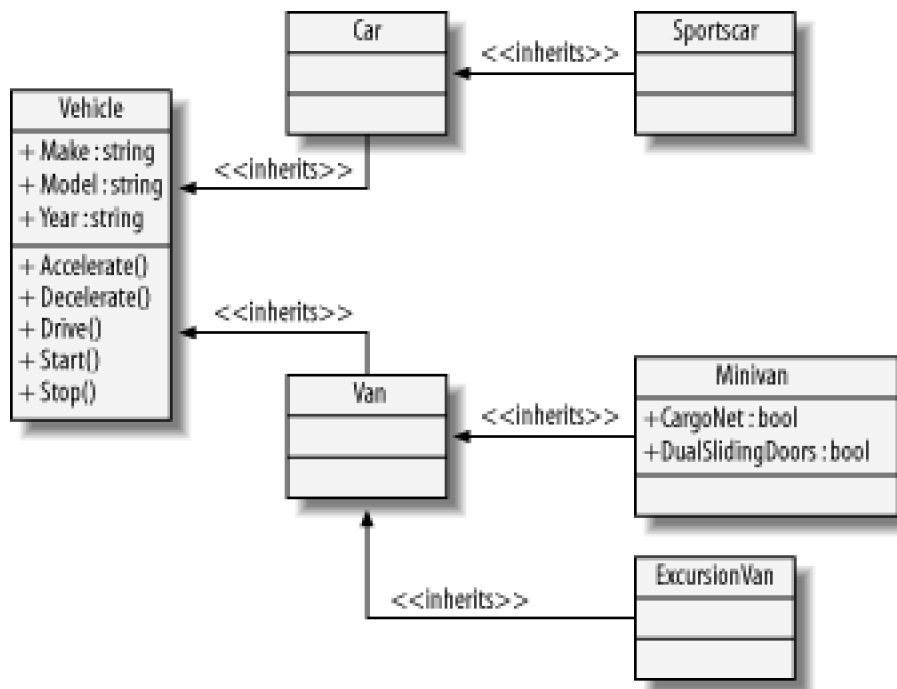 Car
Sportscar
<<inherits>>
Vehicle
+ Make : string
+ Model : string
+ Year : string
<<inherits>>
+ Accelerate()
+ Decelerate()
+ Drive()
+ Start()
+ Stop()
<<inherits>>
Van
Minivan
<<inherits>>
+CargoNet : bool
+DualSlidingDoors : bool
ExcursionVan
<<inherits>>